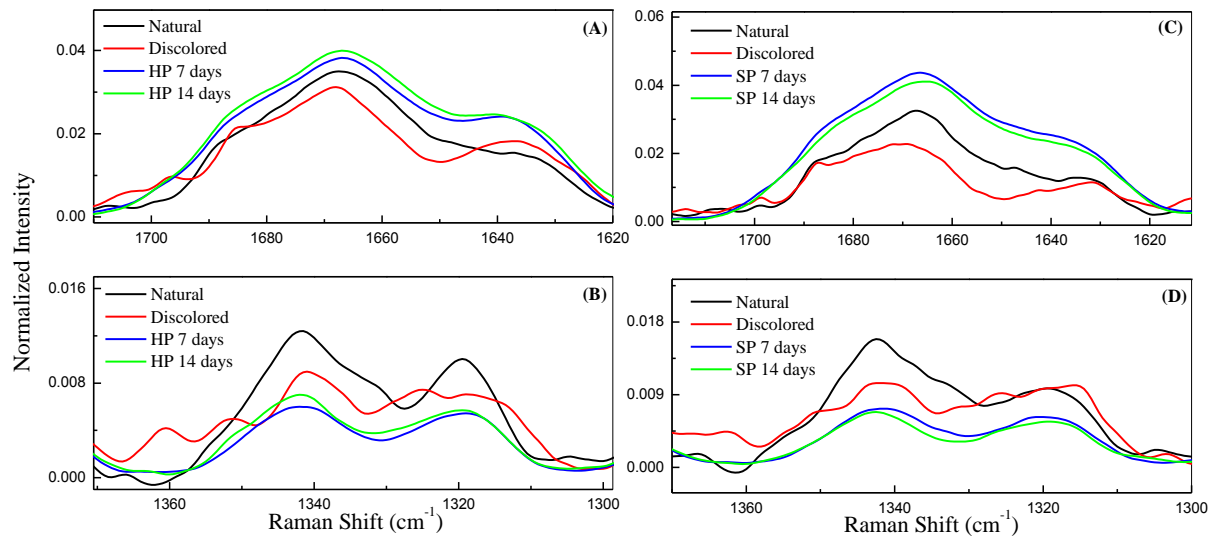 Normalized Intensity
(A)
Natural
Discolored
HP 7 days
HP 14 days
0.04
0.02
0.00
1700 1680 1660 1640 1620
(B)
Natural
Discolored
HP 7 days
HP 14 days
0.016
0.008
0.000
1360 1340 1320 1300
Raman Shift (cm-1)
(C)
Natural
Discolored
SP 7 days
SP 14 days
0.06
0.04
0.02
0.00
1700 1680 1660 1640 1620
(D)
Natural
Discolored
SP 7 days
SP 14 days
0.018
0.009
0.000
1360 1340 1320 1300
Raman Shift (cm-1)